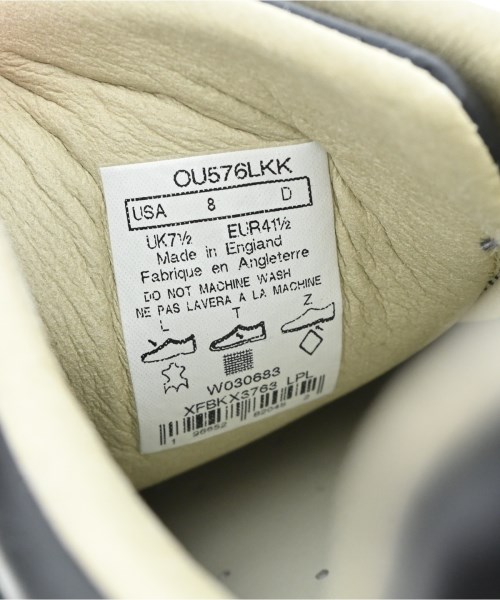 OU576LKK
USA 8 D
UK7½ EUR41½
Made in England
Fabrique en Angleterre
DO NOT MACHINE WASH
NE PAS LAVERA A LA MACHINE
L T Z
W030683
XFBKX3763 LPL